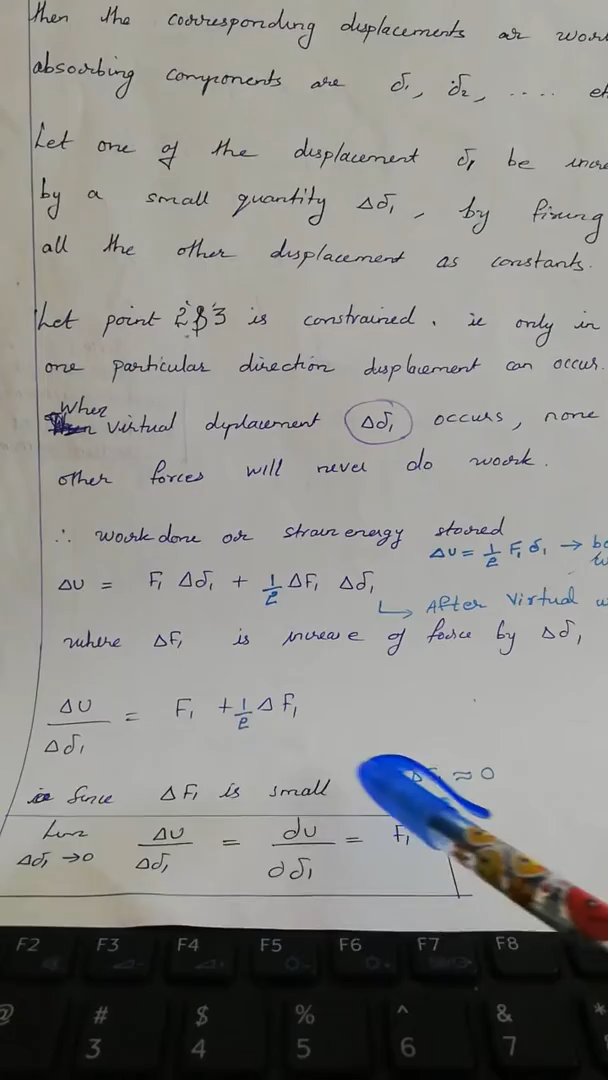 then the corresponding displacements ar work
absorbing components are δ₁, δ₂, .... et
Let one of the displacement δ₁ be incre
by a small quantity Δδ₁, by fixing
all the other displacement as constants.
Let point 2 & 3 is constrained. ie only in
one particular direction displacement can occur.
When virtual dyplacement Δδ₁ occurs, none
other forces will never do work.
∴ workdone or strain energy stored
ΔU = 1/2 F₁ δ₁ →
ΔU = F₁ Δδ₁ + 1/2 ΔF₁ Δδ₁
↳ After Virtual w
where ΔF₁ is increase of force by Δδ₁
ΔU/Δδ₁ = F₁ + 1/2 ΔF₁
Since ΔF₁ is small ≈ 0
Lim Δδ₁→0 ΔU/Δδ₁ = ∂U/∂δ₁ = F₁
F2 F3 F4 F5 F6 F7 F8
@ # $ % ^ & *
3 4 5 6 7